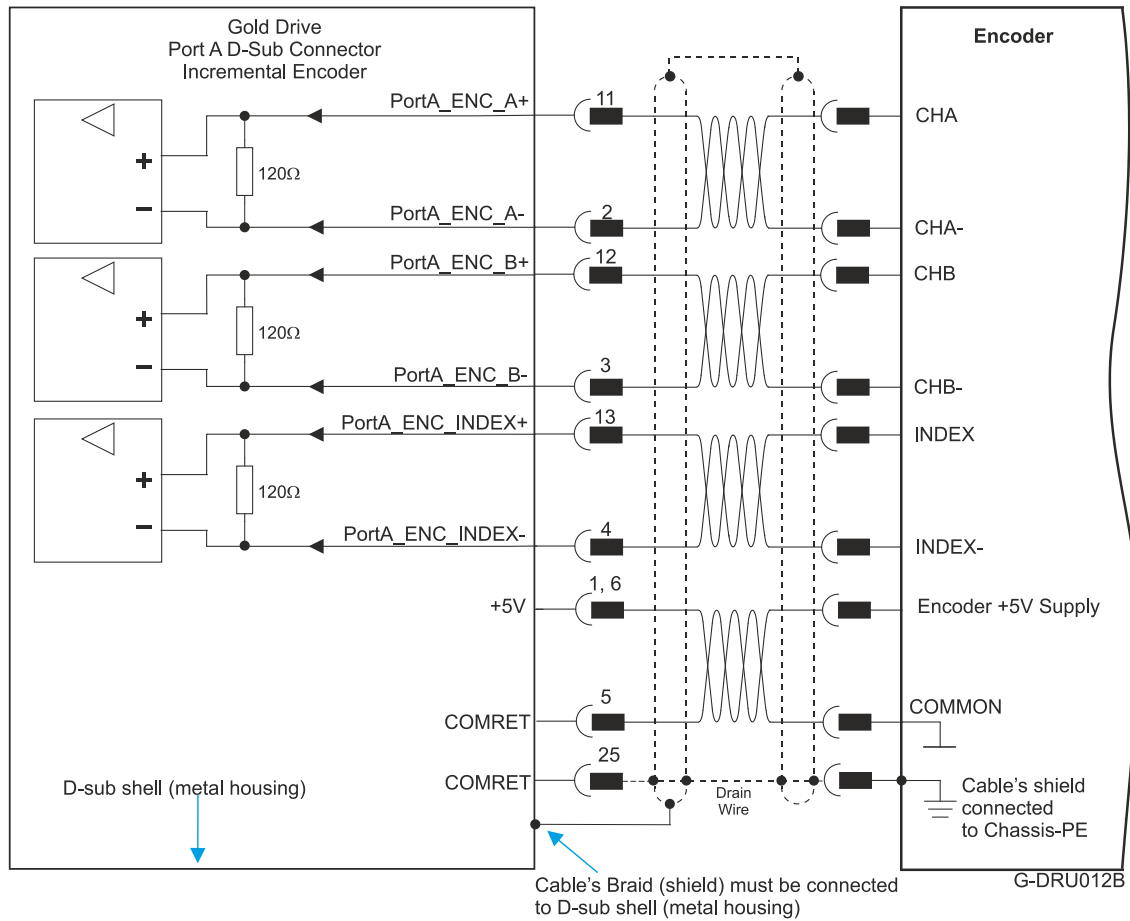 Gold Drive
Port A D-Sub Connector
Incremental Encoder
Encoder
PortA_ENC_A+
11
CHA
+
120Ω
−
PortA_ENC_A-
2
CHA-
PortA_ENC_B+
12
CHB
+
120Ω
−
PortA_ENC_B-
3
CHB-
PortA_ENC_INDEX+
13
INDEX
+
120Ω
−
PortA_ENC_INDEX-
4
INDEX-
+5V
1, 6
Encoder +5V Supply
COMRET
5
COMMON
COMRET
25
Drain
Wire
D-sub shell (metal housing)
Cable's shield
connected
to Chassis-PE
G-DRU012B
Cable's Braid (shield) must be connected
to D-sub shell (metal housing)